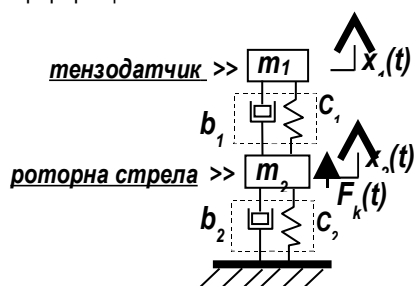 тензодатчик >> m1 x1(t)
b1 c1
роторна стрела >> m2 Fk(t) x2(t)
b2 c2